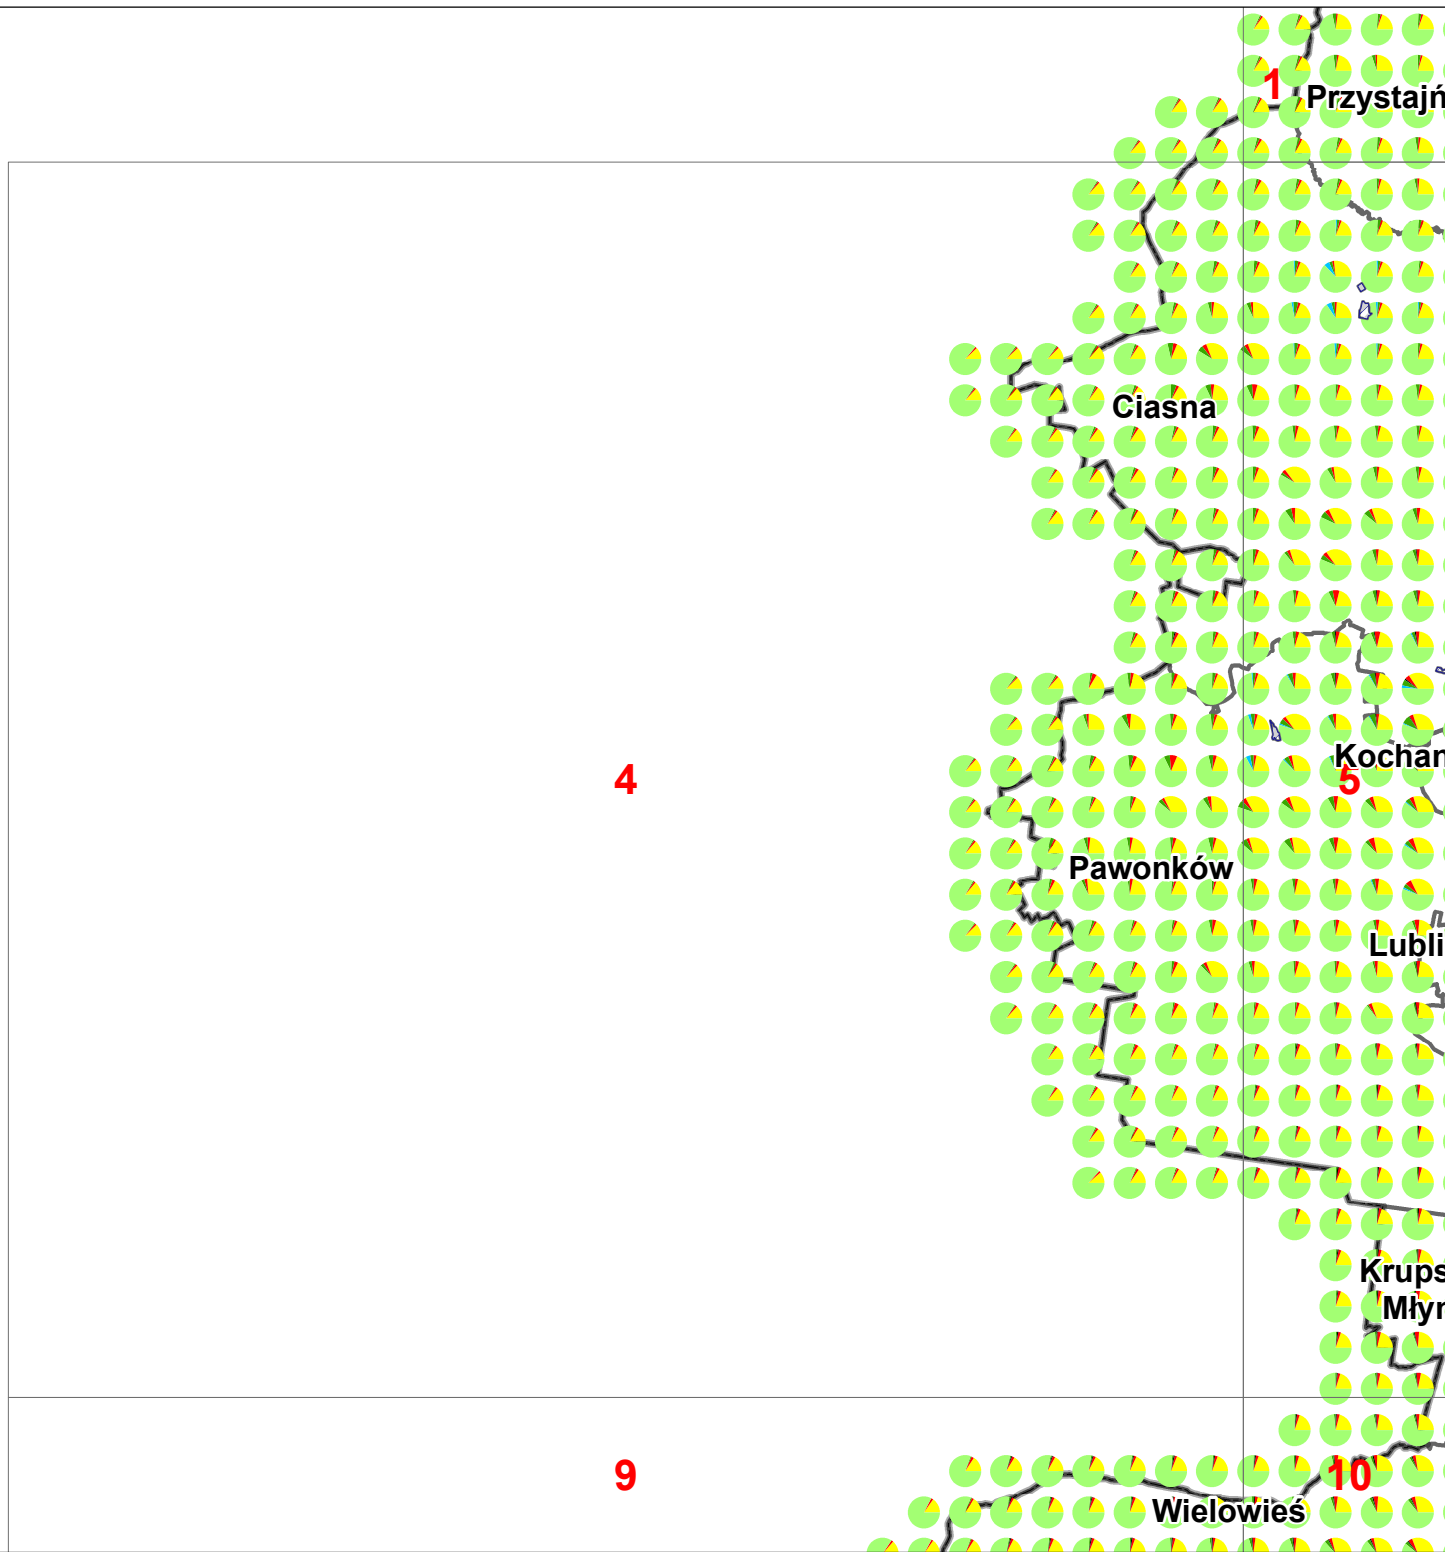 1
Przystajń
Ciasna
4
Kochan
5
Pawonków
Lubli
Krups
Młyn
9
10
Wielowieś